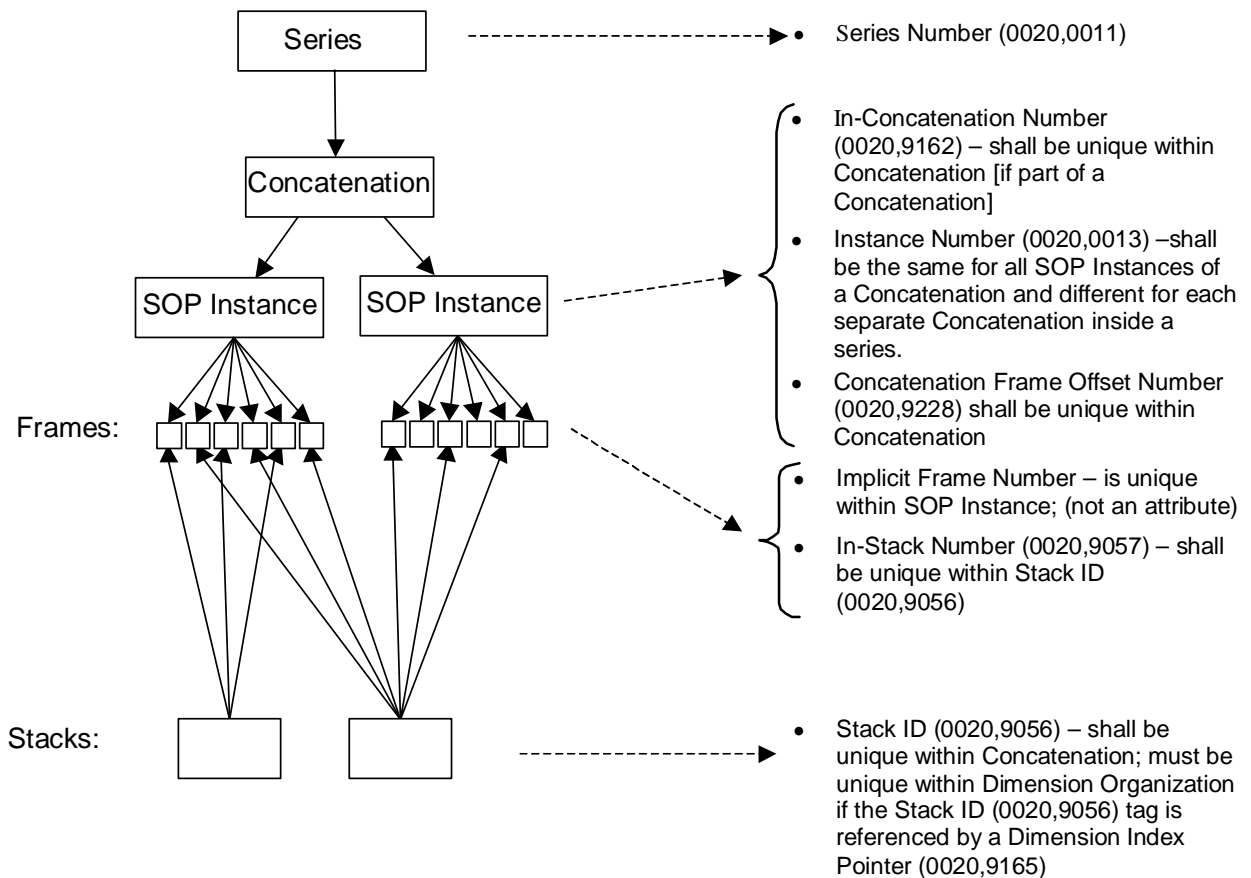 Series
• Series Number (0020,0011)
Concatenation
• In-Concatenation Number
(0020,9162) – shall be unique within
Concatenation [if part of a
Concatenation]
• Instance Number (0020,0013) –shall
be the same for all SOP Instances of
a Concatenation and different for each
separate Concatenation inside a
series.
• Concatenation Frame Offset Number
(0020,9228) shall be unique within
Concatenation
SOP Instance
SOP Instance
Frames:
• Implicit Frame Number – is unique
within SOP Instance; (not an attribute)
• In-Stack Number (0020,9057) – shall
be unique within Stack ID
(0020,9056)
Stacks:
• Stack ID (0020,9056) – shall be
unique within Concatenation; must be
unique within Dimension Organization
if the Stack ID (0020,9056) tag is
referenced by a Dimension Index
Pointer (0020,9165)